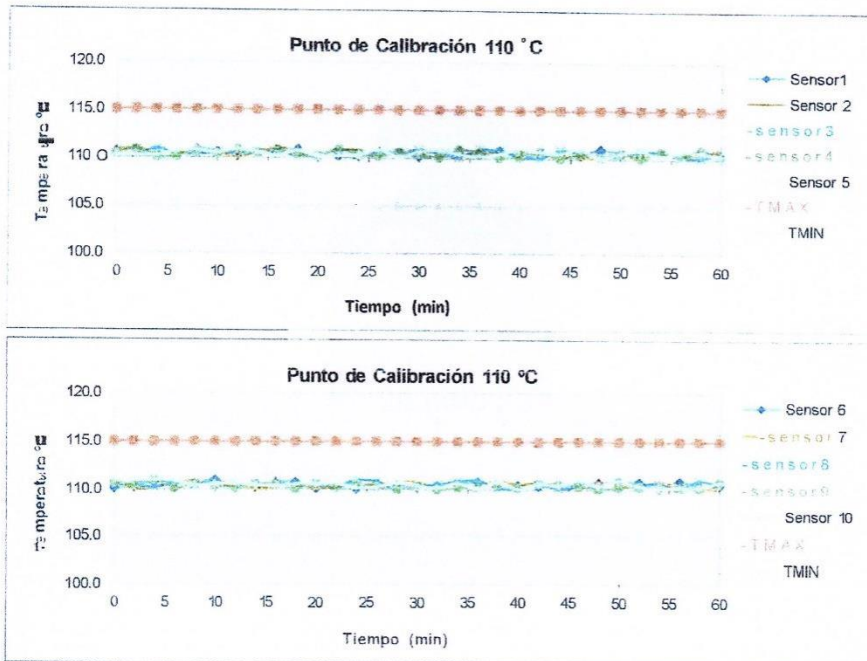 Punto de Calibración 110 °C
120.0
115.0
110 O
105.0
100.0
0 5 10 15 20 25 30 35 40 45 50 55 60
Tiempo (min)
Sensor1
Sensor 2
-sensor3
-sensor4
Sensor 5
-TMAX
TMIN
Punto de Calibración 110 ºC
120.0
115.0
110.0
105.0
100.0
0 5 10 15 20 25 30 35 40 45 50 55 60
Tiempo (min)
Sensor 6
-sensor7
-sensor8
-sensor9
Sensor 10
-TMAX
TMIN